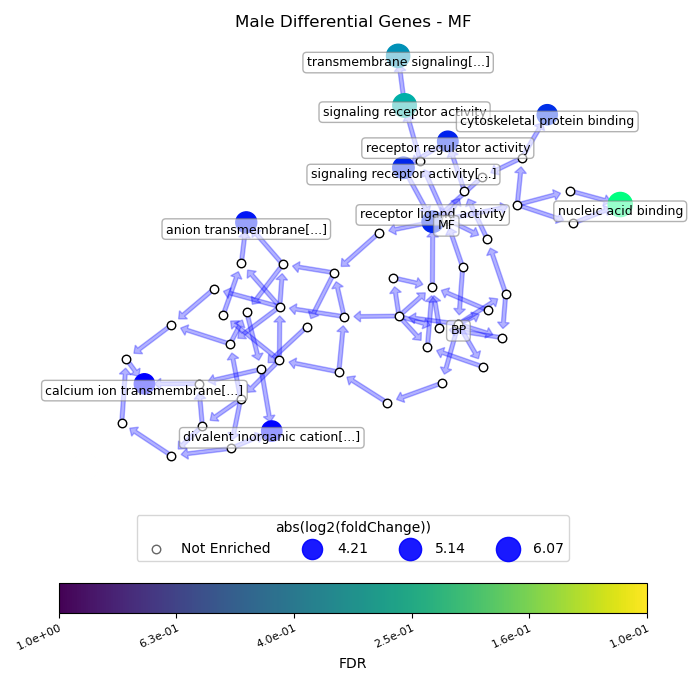 Male Differential Genes - MF
transmembrane signaling[...]
signaling receptor activity
cytoskeletal protein binding
receptor regulator activity
signaling receptor activity[...]
receptor ligand activity
nucleic acid binding
MF
anion transmembrane[...]
BP
calcium ion transmembrane[...]
divalent inorganic cation[...]
abs(log2(foldChange))
Not Enriched 4.21 5.14 6.07
1.0e+00 6.3e-01 4.0e-01 2.5e-01 1.6e-01 1.0e-01
FDR